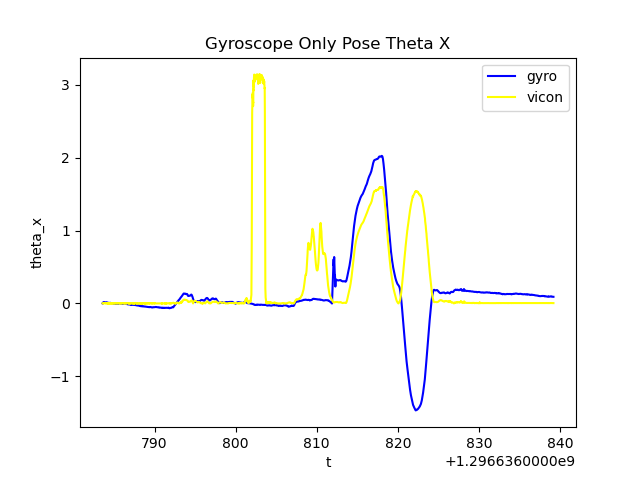 Gyroscope Only Pose Theta X
gyro
vicon
theta_x
3
2
1
0
−1
790 800 810 820 830 840
t
+1.2966360000e9